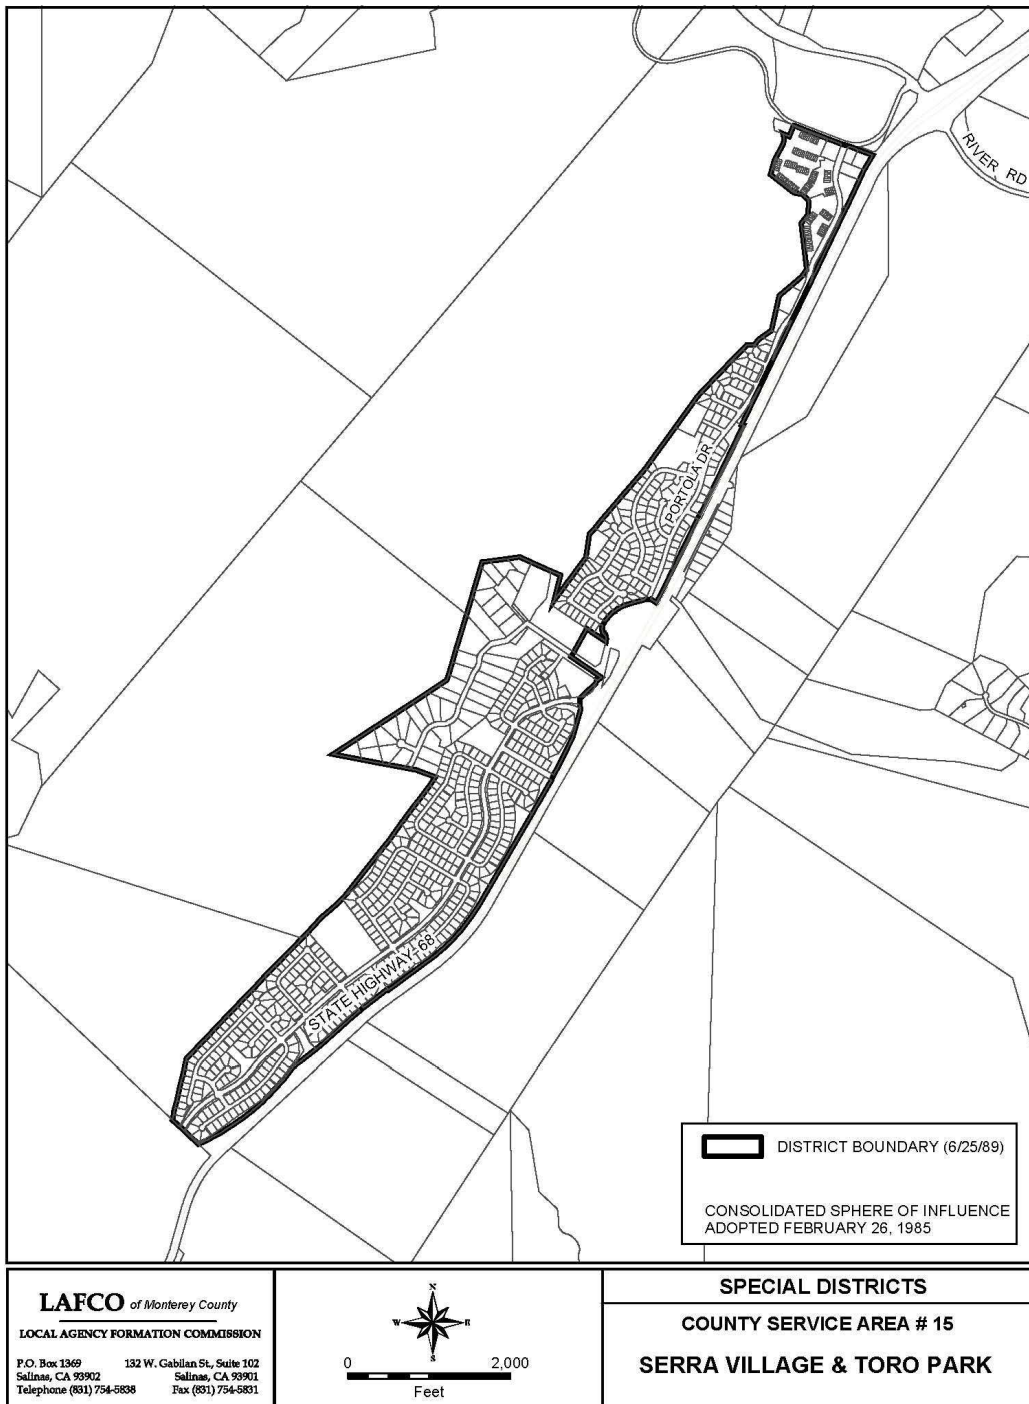 RIVER RD
PORTOLA DR
STATE HIGHWAY 68
DISTRICT BOUNDARY (6/25/89)
CONSOLIDATED SPHERE OF INFLUENCE
ADOPTED FEBRUARY 26, 1985
LAFCO of Monterey County
LOCAL AGENCY FORMATION COMMISSION
P.O. Box 1369 132 W. Gabilan St., Suite 102
Salinas, CA 93902 Salinas, CA 93901
Telephone (831) 754-5838 Fax (831) 754-5831
N
W E
S
0 2,000
Feet
SPECIAL DISTRICTS
COUNTY SERVICE AREA # 15
SERRA VILLAGE & TORO PARK